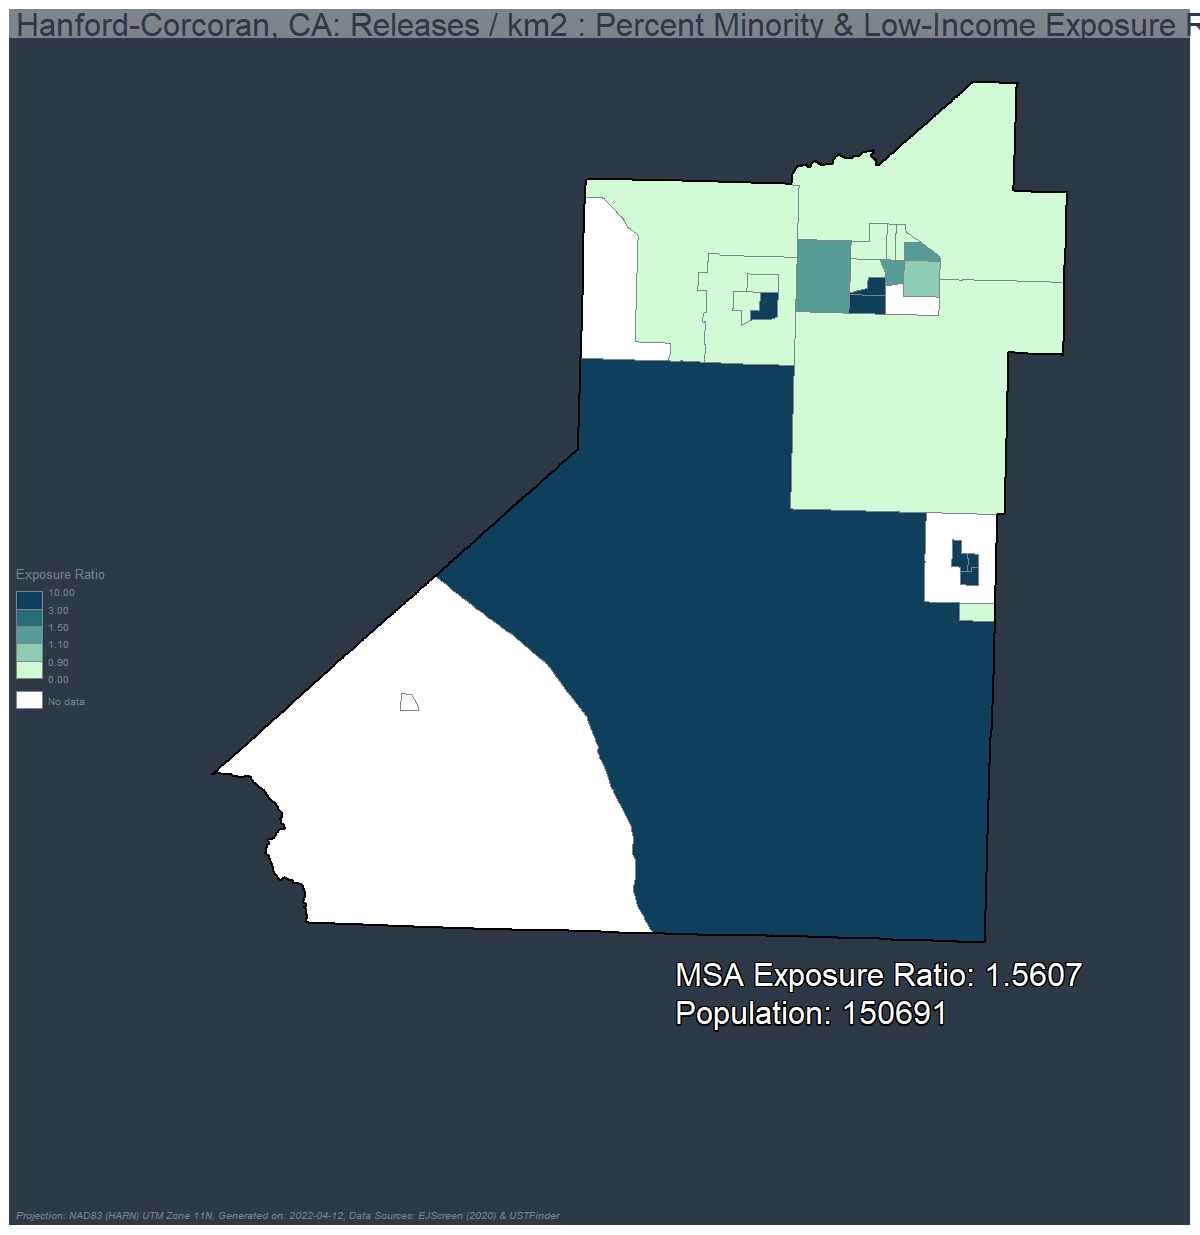 Hanford-Corcoran, CA: Releases / km2 : Percent Minority & Low-Income Exposure R
Exposure Ratio
10.00
3.00
1.50
1.10
0.90
0.00
No data
MSA Exposure Ratio: 1.5607
Population: 150691
Projection: NAD83 (HARN) UTM Zone 11N, Generated on: 2022-04-12, Data Sources: EJScreen (2020) & USTFinder